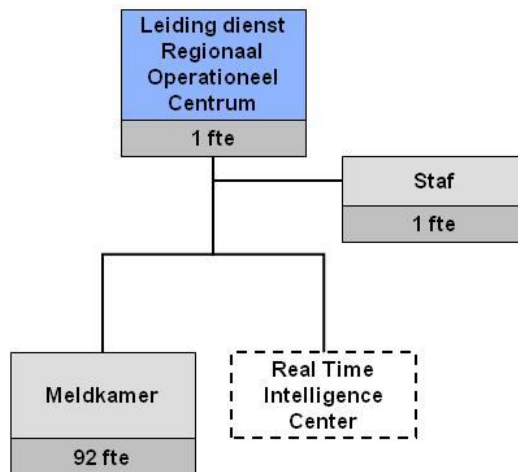 Leiding dienst
Regionaal
Operationeel
Centrum
1 fte
Staf
1 fte
Meldkamer
92 fte
Real Time
Intelligence
Center